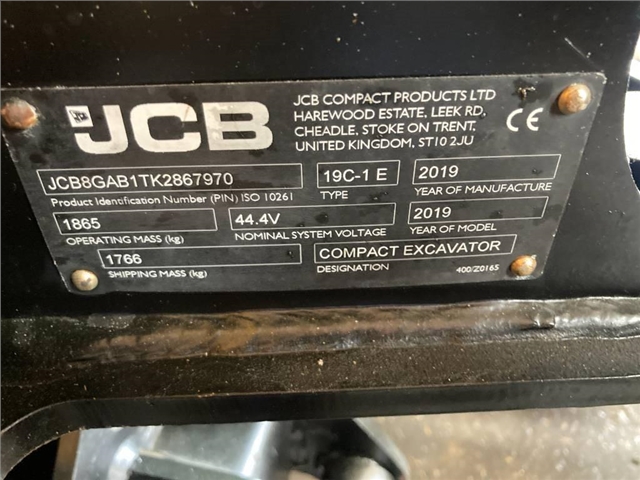 JCB
JCB COMPACT PRODUCTS LTD
HAREWOOD ESTATE, LEEK RD,
CHEADLE, STOKE ON TRENT,
UNITED KINGDOM, ST10 2JU
CE
JCB8GAB1TK2867970
Product Identification Number (PIN) ISO 10261
19C-1 E
TYPE
2019
YEAR OF MANUFACTURE
1865
OPERATING MASS (kg)
44.4V
NOMINAL SYSTEM VOLTAGE
2019
YEAR OF MODEL
1766
SHIPPING MASS (kg)
COMPACT EXCAVATOR
DESIGNATION
400/Z0165